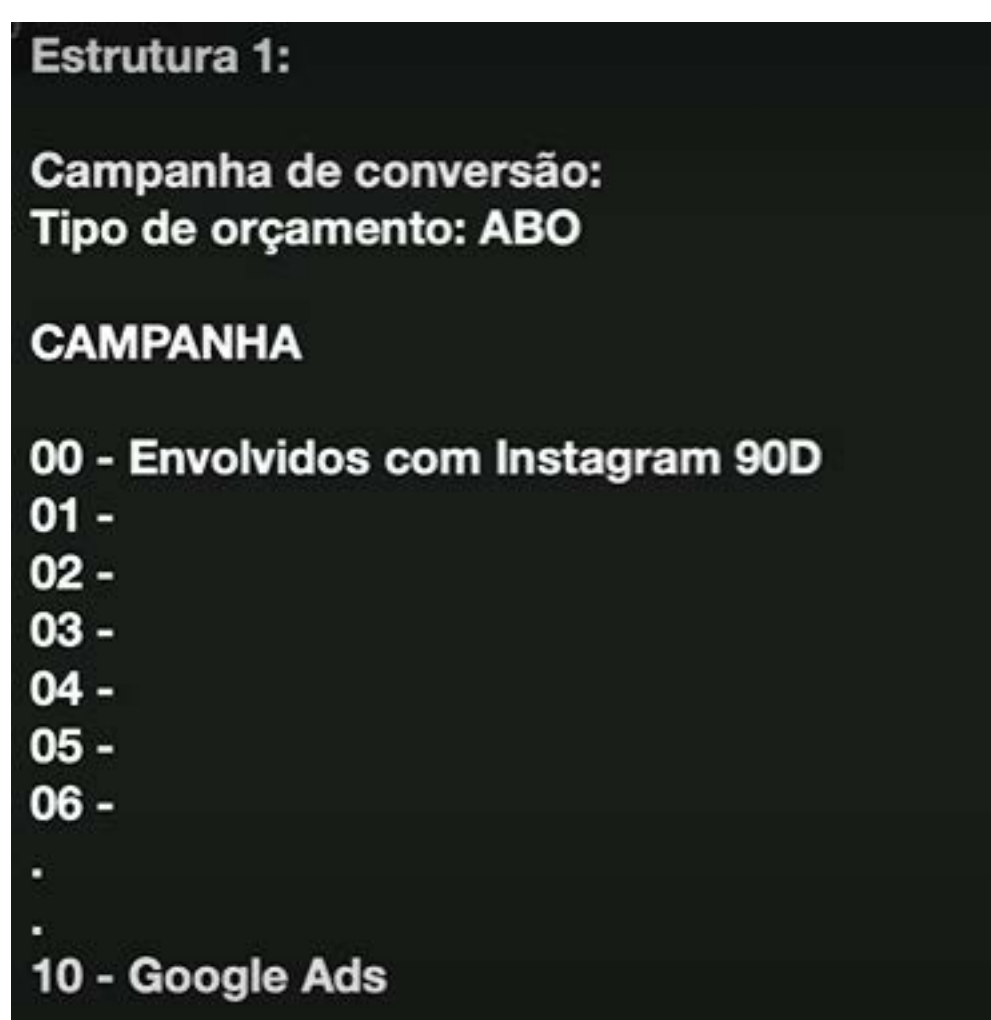 Estrutura 1:
Campanha de conversão:
Tipo de orçamento: ABO
CAMPANHA
00 - Envolvidos com Instagram 90D
01 -
02 -
03 -
04 -
05 -
06 -
.
.
10 - Google Ads